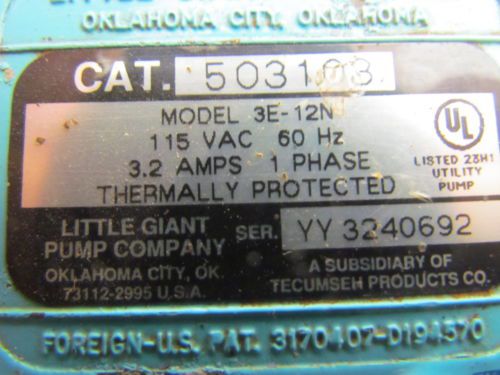 OKLAHOMA CITY, OKLAHOMA
CAT. 503103
MODEL 3E-12N
115 VAC 60 Hz
3.2 AMPS 1 PHASE
THERMALLY PROTECTED
UL
LISTED 23H1
UTILITY
PUMP
LITTLE GIANT
PUMP COMPANY
OKLAHOMA CITY, OK.
73112-2995 U.S.A.
SER. YY 3240692
A SUBSIDIARY OF
TECUMSEH PRODUCTS CO.
FOREIGN-U.S. PAT. 3170407-D194370